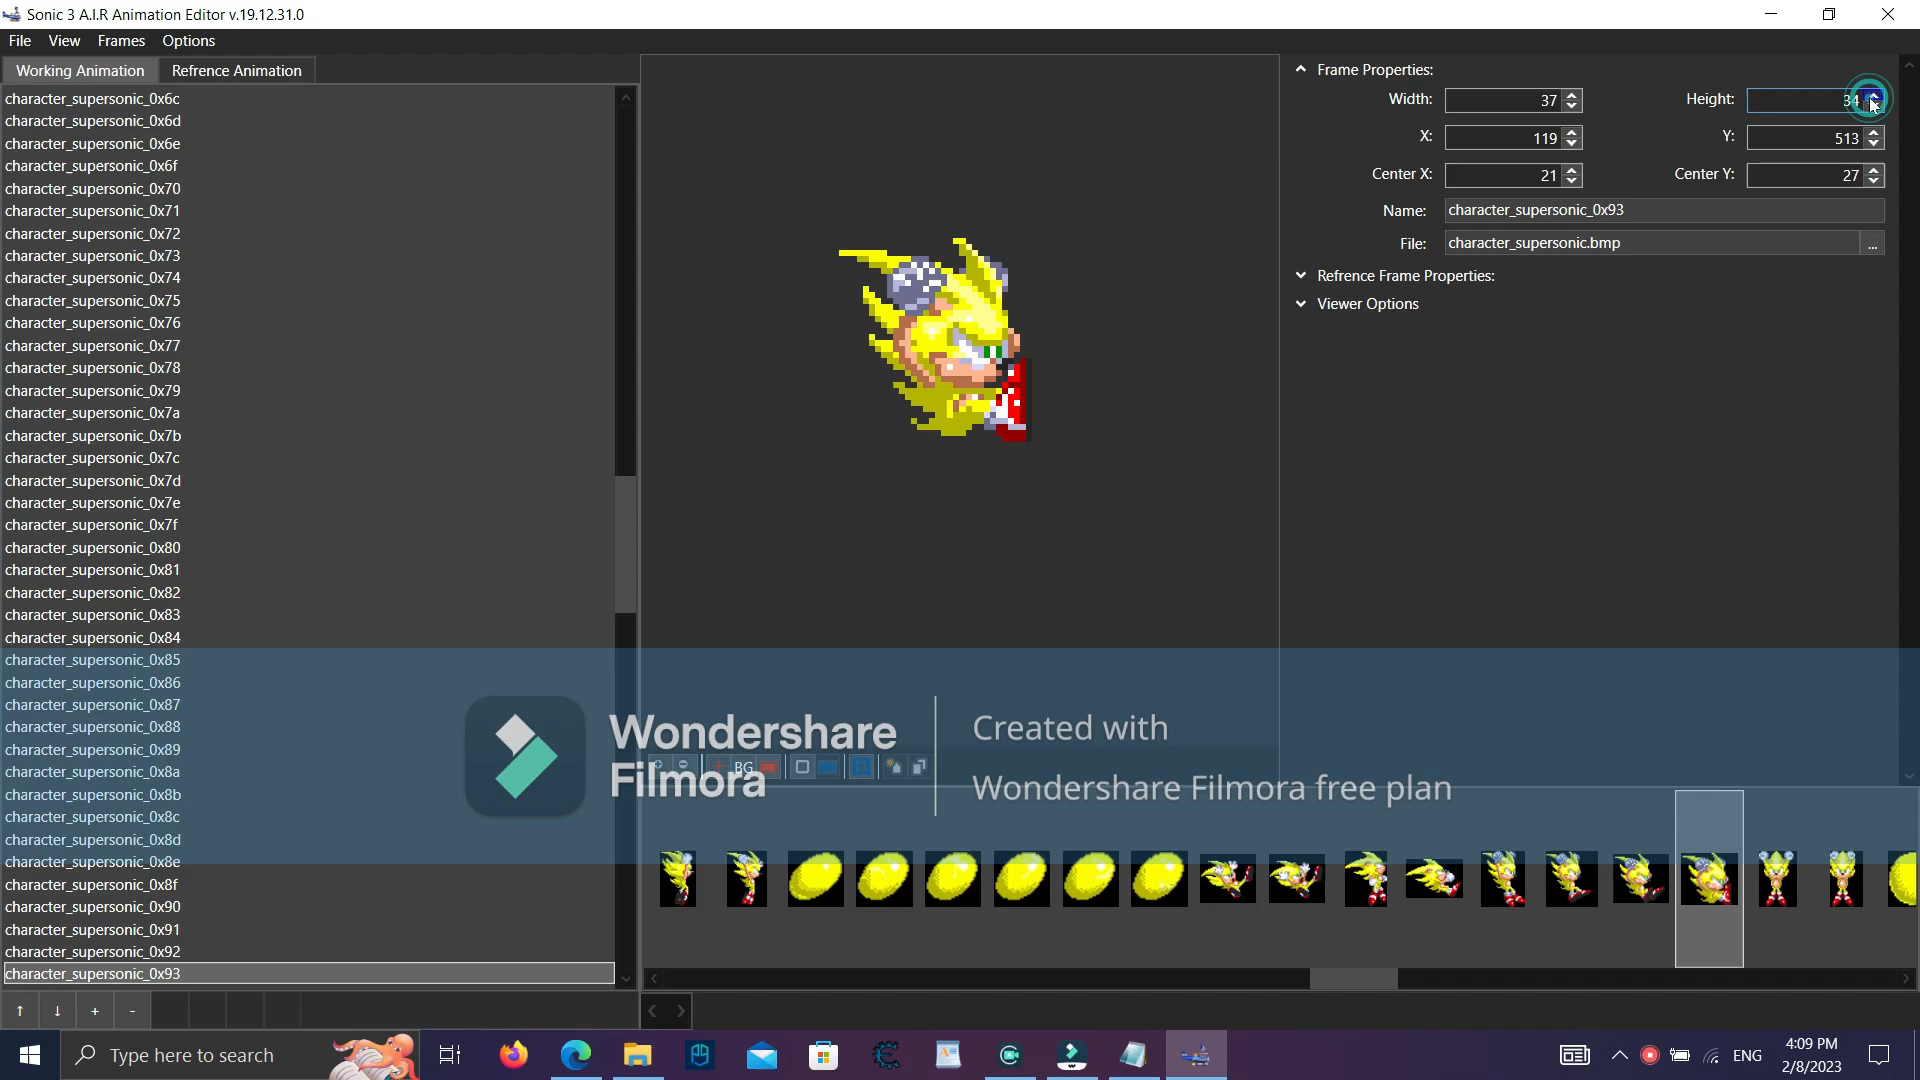 Sonic 3 A.I.R Animation Editor v.19.12.31.0
File View Frames Options
Working Animation Refrence Animation
character_supersonic_0x6c
character_supersonic_0x6d
character_supersonic_0x6e
character_supersonic_0x6f
character_supersonic_0x70
character_supersonic_0x71
character_supersonic_0x72
character_supersonic_0x73
character_supersonic_0x74
character_supersonic_0x75
character_supersonic_0x76
character_supersonic_0x77
character_supersonic_0x78
character_supersonic_0x79
character_supersonic_0x7a
character_supersonic_0x7b
character_supersonic_0x7c
character_supersonic_0x7d
character_supersonic_0x7e
character_supersonic_0x7f
character_supersonic_0x80
character_supersonic_0x81
character_supersonic_0x82
character_supersonic_0x83
character_supersonic_0x84
character_supersonic_0x85
character_supersonic_0x86
character_supersonic_0x87
character_supersonic_0x88
character_supersonic_0x89
character_supersonic_0x8a
character_supersonic_0x8b
character_supersonic_0x8c
character_supersonic_0x8d
character_supersonic_0x8e
character_supersonic_0x8f
character_supersonic_0x90
character_supersonic_0x91
character_supersonic_0x92
character_supersonic_0x93
Frame Properties:
Width: 37 Height: 34
X: 119 Y: 513
Center X: 21 Center Y: 27
Name: character_supersonic_0x93
File: character_supersonic.bmp ...
Refrence Frame Properties:
Viewer Options
Wondershare
Filmora
Created with
Wondershare Filmora free plan
BG
Type here to search
ENG
4:09 PM
2/8/2023